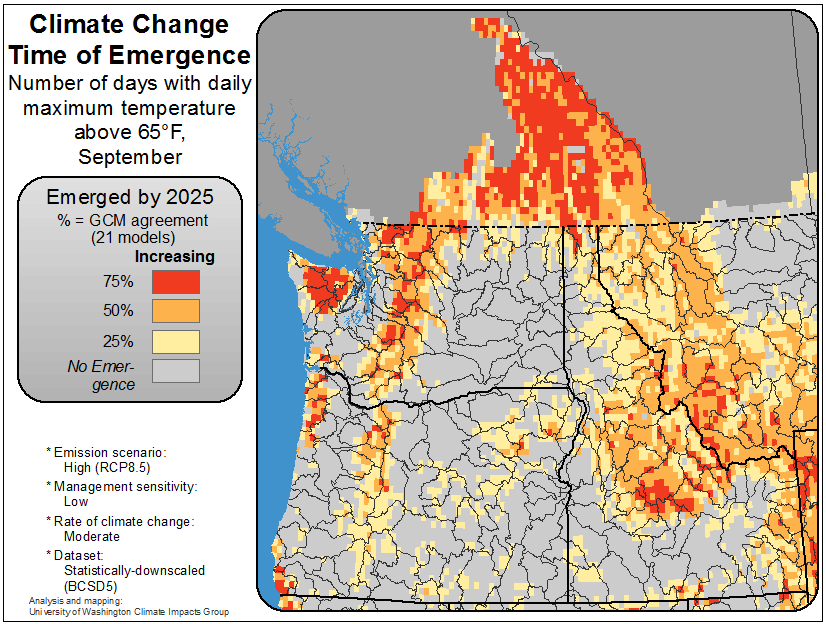 Climate Change
Time of Emergence
Number of days with daily
maximum temperature
above 65°F,
September
Emerged by 2025
% = GCM agreement
(21 models)
Increasing
75%
50%
25%
No Emer-
gence
* Emission scenario:
High (RCP8.5)
* Management sensitivity:
Low
* Rate of climate change:
Moderate
* Dataset:
Statistically-downscaled
(BCSD5)
Analysis and mapping:
University of Washington Climate Impacts Group